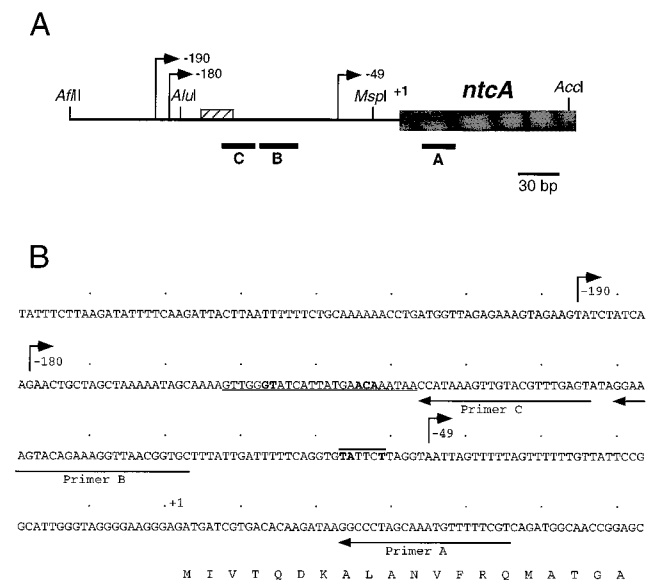 A
-190
-180
-49
AflII
AluI
MspI
+1
ntcA
AccI
C
B
A
30 bp
B
-190
TATTTCTTAAGATATTTTCAAGATTACTTAATTTTTTCTGCAAAAAACCTGATGGTTAGAGAAAGTAGAAGTATCTATCA
-180
AGAACTGCTAGCTAAAAATAGCAAAAGTTGGGTATCATTATGAACAAATAACCATAAAGTTGTACGTTTGAGTATAGGAA
Primer C
-49
AGTACAGAAAGGTTAACGGTGCTTTATTGATTTTTCAGGTGTATTCTTAGGTAATTAGTTTTTAGTTTTTTGTTATTCCG
Primer B
+1
GCATTGGGTAGGGGAAGGGAGATGATCGTGACACAAGATAAGGCCCTAGCAAATGTTTTTCGTCAGATGGCAACCGGAGC
Primer A
M I V T Q D K A L A N V F R Q M A T G A